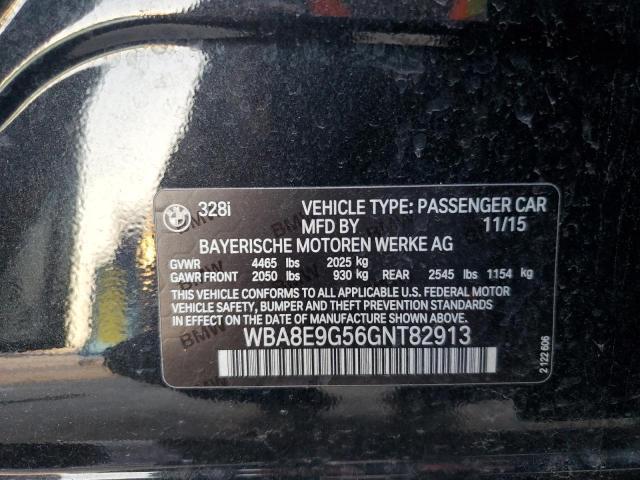 328i VEHICLE TYPE: PASSENGER CAR
MFD BY 11/15
BAYERISCHE MOTOREN WERKE AG
GVWR 4465 lbs 2025 kg
GAWR FRONT 2050 lbs 930 kg REAR 2545 lbs 1154 kg
THIS VEHICLE CONFORMS TO ALL APPLICABLE U.S. FEDERAL MOTOR
VEHICLE SAFETY, BUMPER AND THEFT PREVENTION STANDARDS
IN EFFECT ON THE DATE OF MANUFACTURE SHOWN ABOVE.
WBA8E9G56GNT82913
2 122 606